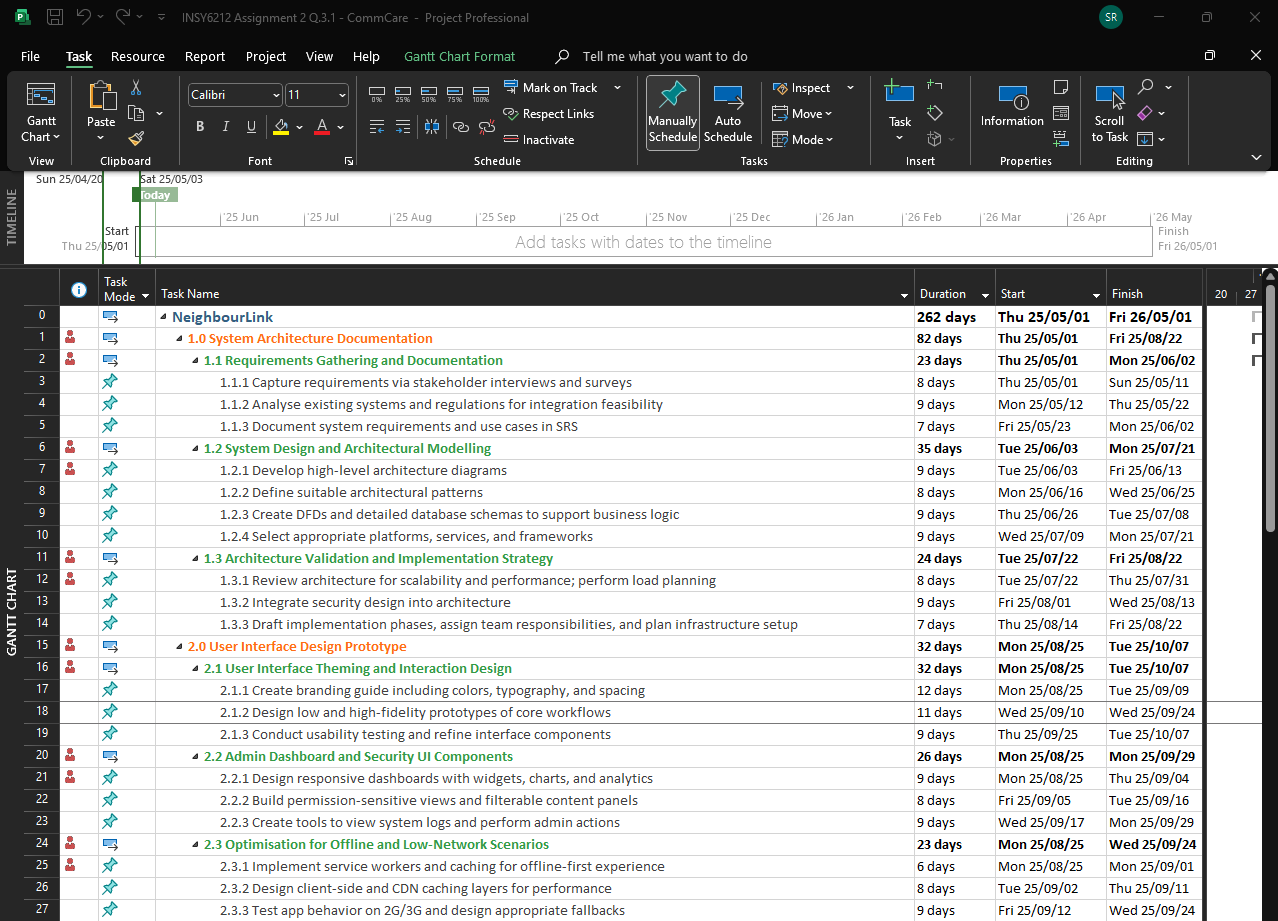 INSY6212 Assignment 2 Q.3.1 - CommCare - Project Professional
SR
File Task Resource Report Project View Help Gantt Chart Format Tell me what you want to do
Gantt Chart
View
Paste
Clipboard
Calibri 11
B I U A
Font
0% 25% 50% 75% 100%
Mark on Track
Respect Links
Inactivate
Schedule
Manually Schedule
Auto Schedule
Inspect
Move
Mode
Tasks
Task
Insert
Information
Properties
Scroll to Task
Editing
TIMELINE
Sun 25/04/20 Sat 25/05/03
Today
'25 Jun '25 Jul '25 Aug '25 Sep '25 Oct '25 Nov '25 Dec '26 Jan '26 Feb '26 Mar '26 Apr '26 May
Start
Thu 25/05/01
Add tasks with dates to the timeline
Finish
Fri 26/05/01
GANTT CHART
Task Mode Task Name Duration Start Finish 20 27
0 NeighbourLink 262 days Thu 25/05/01 Fri 26/05/01
1 1.0 System Architecture Documentation 82 days Thu 25/05/01 Fri 25/08/22
2 1.1 Requirements Gathering and Documentation 23 days Thu 25/05/01 Mon 25/06/02
3 1.1.1 Capture requirements via stakeholder interviews and surveys 8 days Thu 25/05/01 Sun 25/05/11
4 1.1.2 Analyse existing systems and regulations for integration feasibility 9 days Mon 25/05/12 Thu 25/05/22
5 1.1.3 Document system requirements and use cases in SRS 7 days Fri 25/05/23 Mon 25/06/02
6 1.2 System Design and Architectural Modelling 35 days Tue 25/06/03 Mon 25/07/21
7 1.2.1 Develop high-level architecture diagrams 9 days Tue 25/06/03 Fri 25/06/13
8 1.2.2 Define suitable architectural patterns 8 days Mon 25/06/16 Wed 25/06/25
9 1.2.3 Create DFDs and detailed database schemas to support business logic 9 days Thu 25/06/26 Tue 25/07/08
10 1.2.4 Select appropriate platforms, services, and frameworks 9 days Wed 25/07/09 Mon 25/07/21
11 1.3 Architecture Validation and Implementation Strategy 24 days Tue 25/07/22 Fri 25/08/22
12 1.3.1 Review architecture for scalability and performance; perform load planning 8 days Tue 25/07/22 Thu 25/07/31
13 1.3.2 Integrate security design into architecture 9 days Fri 25/08/01 Wed 25/08/13
14 1.3.3 Draft implementation phases, assign team responsibilities, and plan infrastructure setup 7 days Thu 25/08/14 Fri 25/08/22
15 2.0 User Interface Design Prototype 32 days Mon 25/08/25 Tue 25/10/07
16 2.1 User Interface Theming and Interaction Design 32 days Mon 25/08/25 Tue 25/10/07
17 2.1.1 Create branding guide including colors, typography, and spacing 12 days Mon 25/08/25 Tue 25/09/09
18 2.1.2 Design low and high-fidelity prototypes of core workflows 11 days Wed 25/09/10 Wed 25/09/24
19 2.1.3 Conduct usability testing and refine interface components 9 days Thu 25/09/25 Tue 25/10/07
20 2.2 Admin Dashboard and Security UI Components 26 days Mon 25/08/25 Mon 25/09/29
21 2.2.1 Design responsive dashboards with widgets, charts, and analytics 9 days Mon 25/08/25 Thu 25/09/04
22 2.2.2 Build permission-sensitive views and filterable content panels 8 days Fri 25/09/05 Tue 25/09/16
23 2.2.3 Create tools to view system logs and perform admin actions 9 days Wed 25/09/17 Mon 25/09/29
24 2.3 Optimisation for Offline and Low-Network Scenarios 23 days Mon 25/08/25 Wed 25/09/24
25 2.3.1 Implement service workers and caching for offline-first experience 6 days Mon 25/08/25 Mon 25/09/01
26 2.3.2 Design client-side and CDN caching layers for performance 8 days Tue 25/09/02 Thu 25/09/11
27 2.3.3 Test app behavior on 2G/3G and design appropriate fallbacks 9 days Fri 25/09/12 Wed 25/09/24